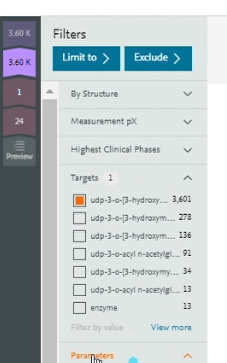 3.60 K
Filters
3.60 K
Limit to > Exclude >
1
By Structure
24
Measurement pX
Preview
Highest Clinical Phases
Targets 1
udp-3-o-[3-hydroxy... 3,601
udp-3-o-[3-hydroxym... 278
udp-3-o-[3-hydroxym... 136
udp-3-o-acyl n-acetylgl... 91
udp-3-o-[3-hydroxymy... 34
udp-3-o-acyl n-acetylgl... 13
enzyme 13
Filter by value View more
Parameters